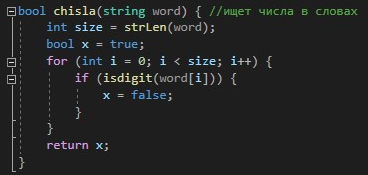 bool chisla(string word) { //ищет числа в словах
    int size = strLen(word);
    bool x = true;
    for (int i = 0; i < size; i++) {
        if (isdigit(word[i])) {
            x = false;
        }
    }
    return x;
}